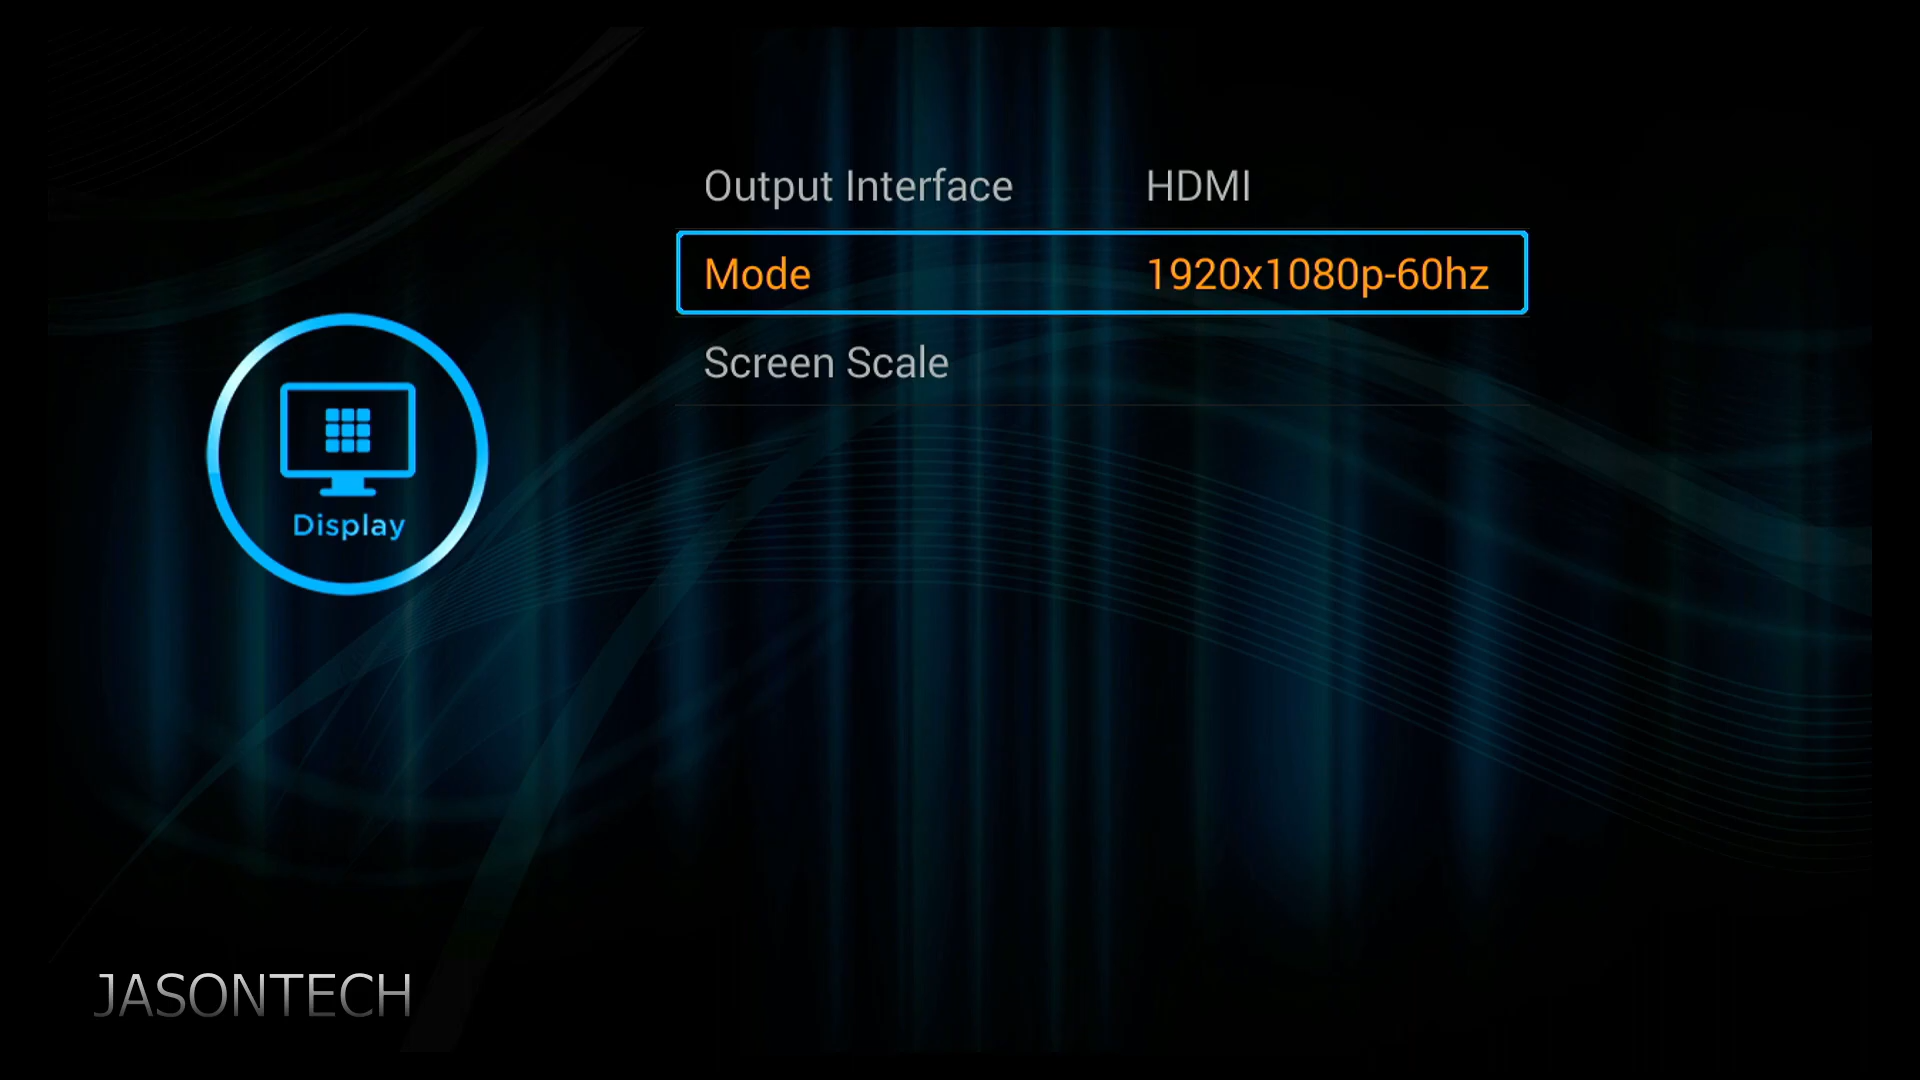 Output Interface HDMI
Mode 1920x1080p-60hz
Screen Scale
Display
JASONTECH